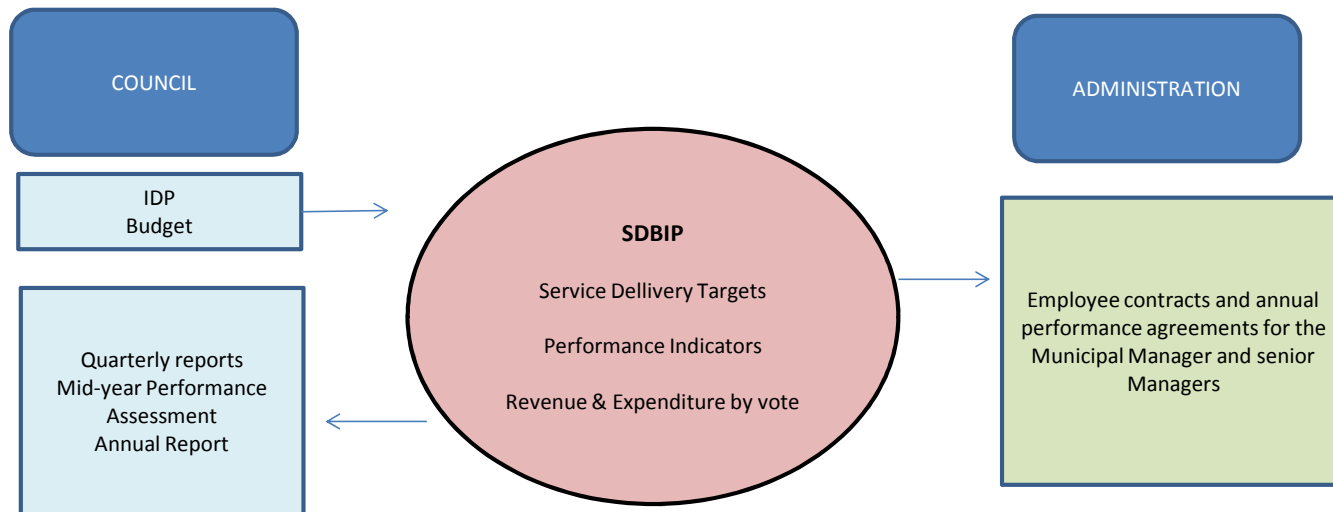 COUNCIL
IDP
Budget
Quarterly reports
Mid-year Performance
Assessment
Annual Report
SDBIP
Service Dellivery Targets
Performance Indicators
Revenue & Expenditure by vote
ADMINISTRATION
Employee contracts and annual
performance agreements for the
Municipal Manager and senior
Managers